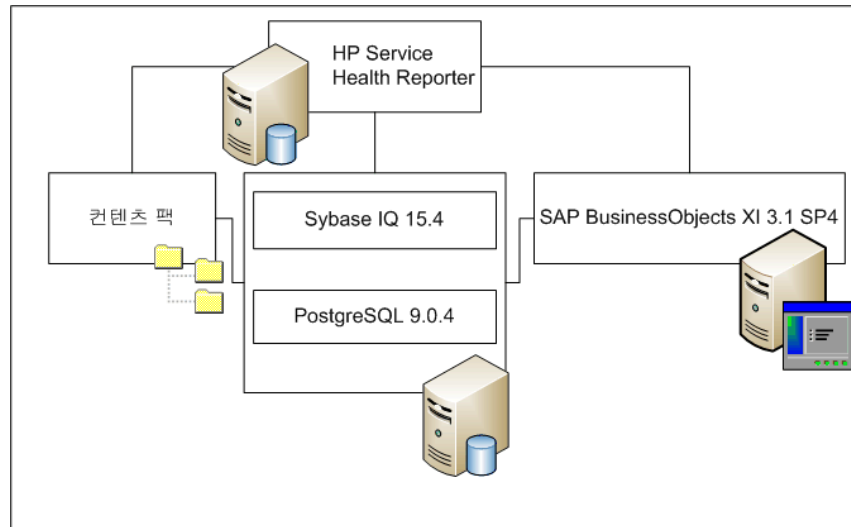 HP Service
Health Reporter
컨텐츠 팩
Sybase IQ 15.4
SAP BusinessObjects XI 3.1 SP4
PostgreSQL 9.0.4